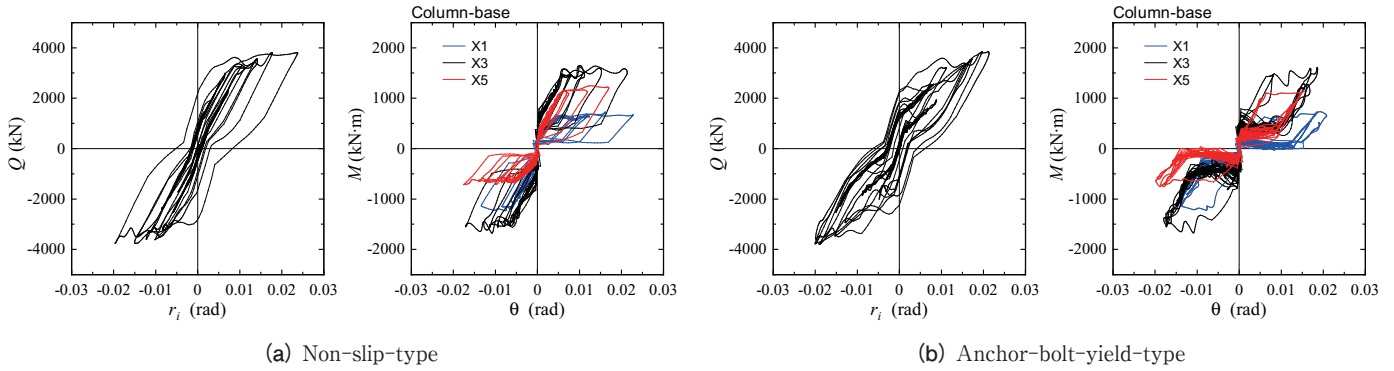 Column-base
Column-base
4000
2000
0
-2000
-4000
Q (kN)
-0.03 -0.02 -0.01 0 0.01 0.02 0.03
r_i (rad)
2000
1000
0
-1000
-2000
M (kN·m)
X1
X3
X5
-0.03 -0.02 -0.01 0 0.01 0.02 0.03
θ (rad)
4000
2000
0
-2000
-4000
Q (kN)
-0.03 -0.02 -0.01 0 0.01 0.02 0.03
r_i (rad)
2000
1000
0
-1000
-2000
M (kN·m)
X1
X3
X5
-0.03 -0.02 -0.01 0 0.01 0.02 0.03
θ (rad)
(a) Non-slip-type
(b) Anchor-bolt-yield-type